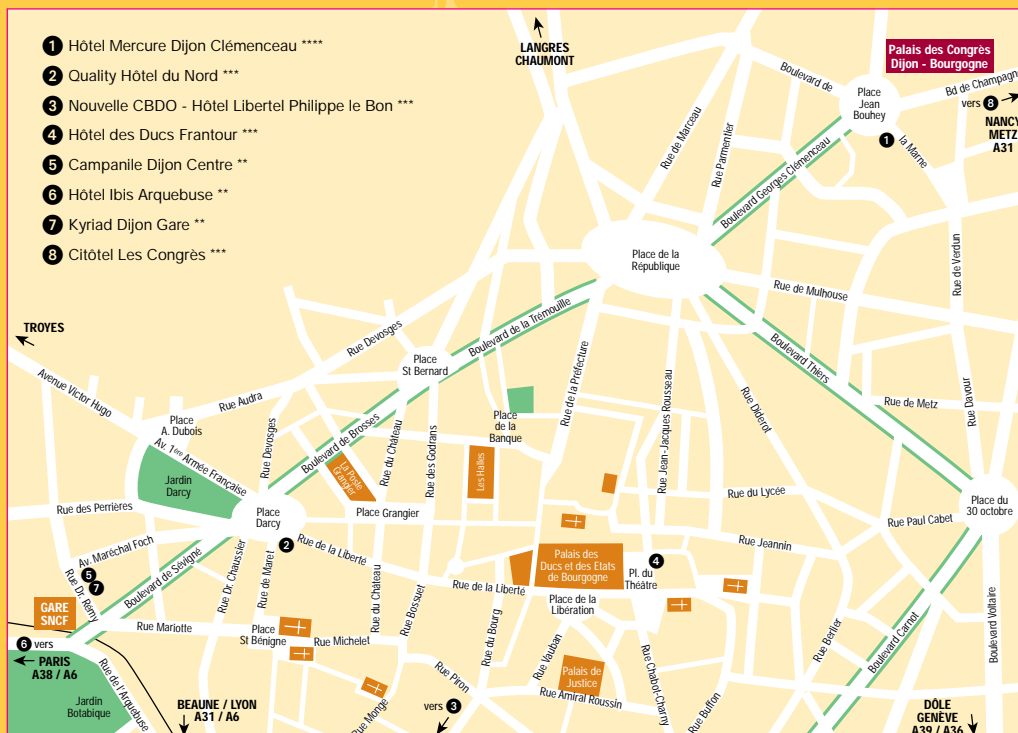 1 Hôtel Mercure Dijon Clémenceau ****
2 Quality Hôtel du Nord ***
3 Nouvelle CBDO - Hôtel Libertel Philippe le Bon ***
4 Hôtel des Ducs Frantour ***
5 Campanile Dijon Centre **
6 Hôtel Ibis Arquebuse **
7 Kyriad Dijon Gare **
8 Citôtel Les Congrès ***
LANGRES
CHAUMONT
Palais des Congrès
Dijon - Bourgogne
Boulevard de
la Marne
Place
Jean
Bouhey
Bd de Champagn
vers 8
NANCY
METZ
A31
1
Rue de Marceau
Rue Parmentier
Boulevard Georges Clémenceau
Place de la
République
Rue de Verdun
Rue de Mulhouse
Boulevard de la Trémouille
TROYES
Rue Devosges
Place
St Bernard
Boulevard Thiers
Avenue Victor Hugo
Rue Audra
Place
A. Dubois
Av. 1ere Armée Française
Rue Devosges
Boulevard de Brosses
Rue du Château
Rue des Godrans
Place
de la
Banque
Rue de la Préfecture
Rue Jean-Jacques Rousseau
Rue Diderot
Rue de Metz
Rue Davour
Jardin
Darcy
La Poste
Grangier
Les Halles
Rue des Perrières
Place
Darcy
Place Grangier
Rue du Lycée
Rue Paul Cabet
Place du
30 octobre
Av. Maréchal Foch
2
Rue de la Liberté
Rue Jeannin
Palais des
Ducs et des Etats
de Bourgogne
4
Pl. du
Théâtre
5
7
Rue Dr. Rémy
Boulevard de Sévigné
Rue Dr. Chaussier
Rue de Maret
Rue du Château
Rue Bossuet
Rue de la Liberté
Place de la
Libération
GARE
SNCF
Rue Mariotte
Place
St Bénigne
Rue Michelet
Rue du Bourg
Rue Vauban
Rue Berlier
Boulevard Carnot
Boulevard Voltaire
6 vers
PARIS
A38 / A6
Rue de l'Arquebuse
Rue Piron
Palais de
Justice
Rue Chabot-Charny
Rue Buffon
Jardin
Botabique
BEAUNE / LYON
A31 / A6
Rue Monge
vers 3
Rue Amiral Roussin
DÔLE
GENÈVE
A39 / A36